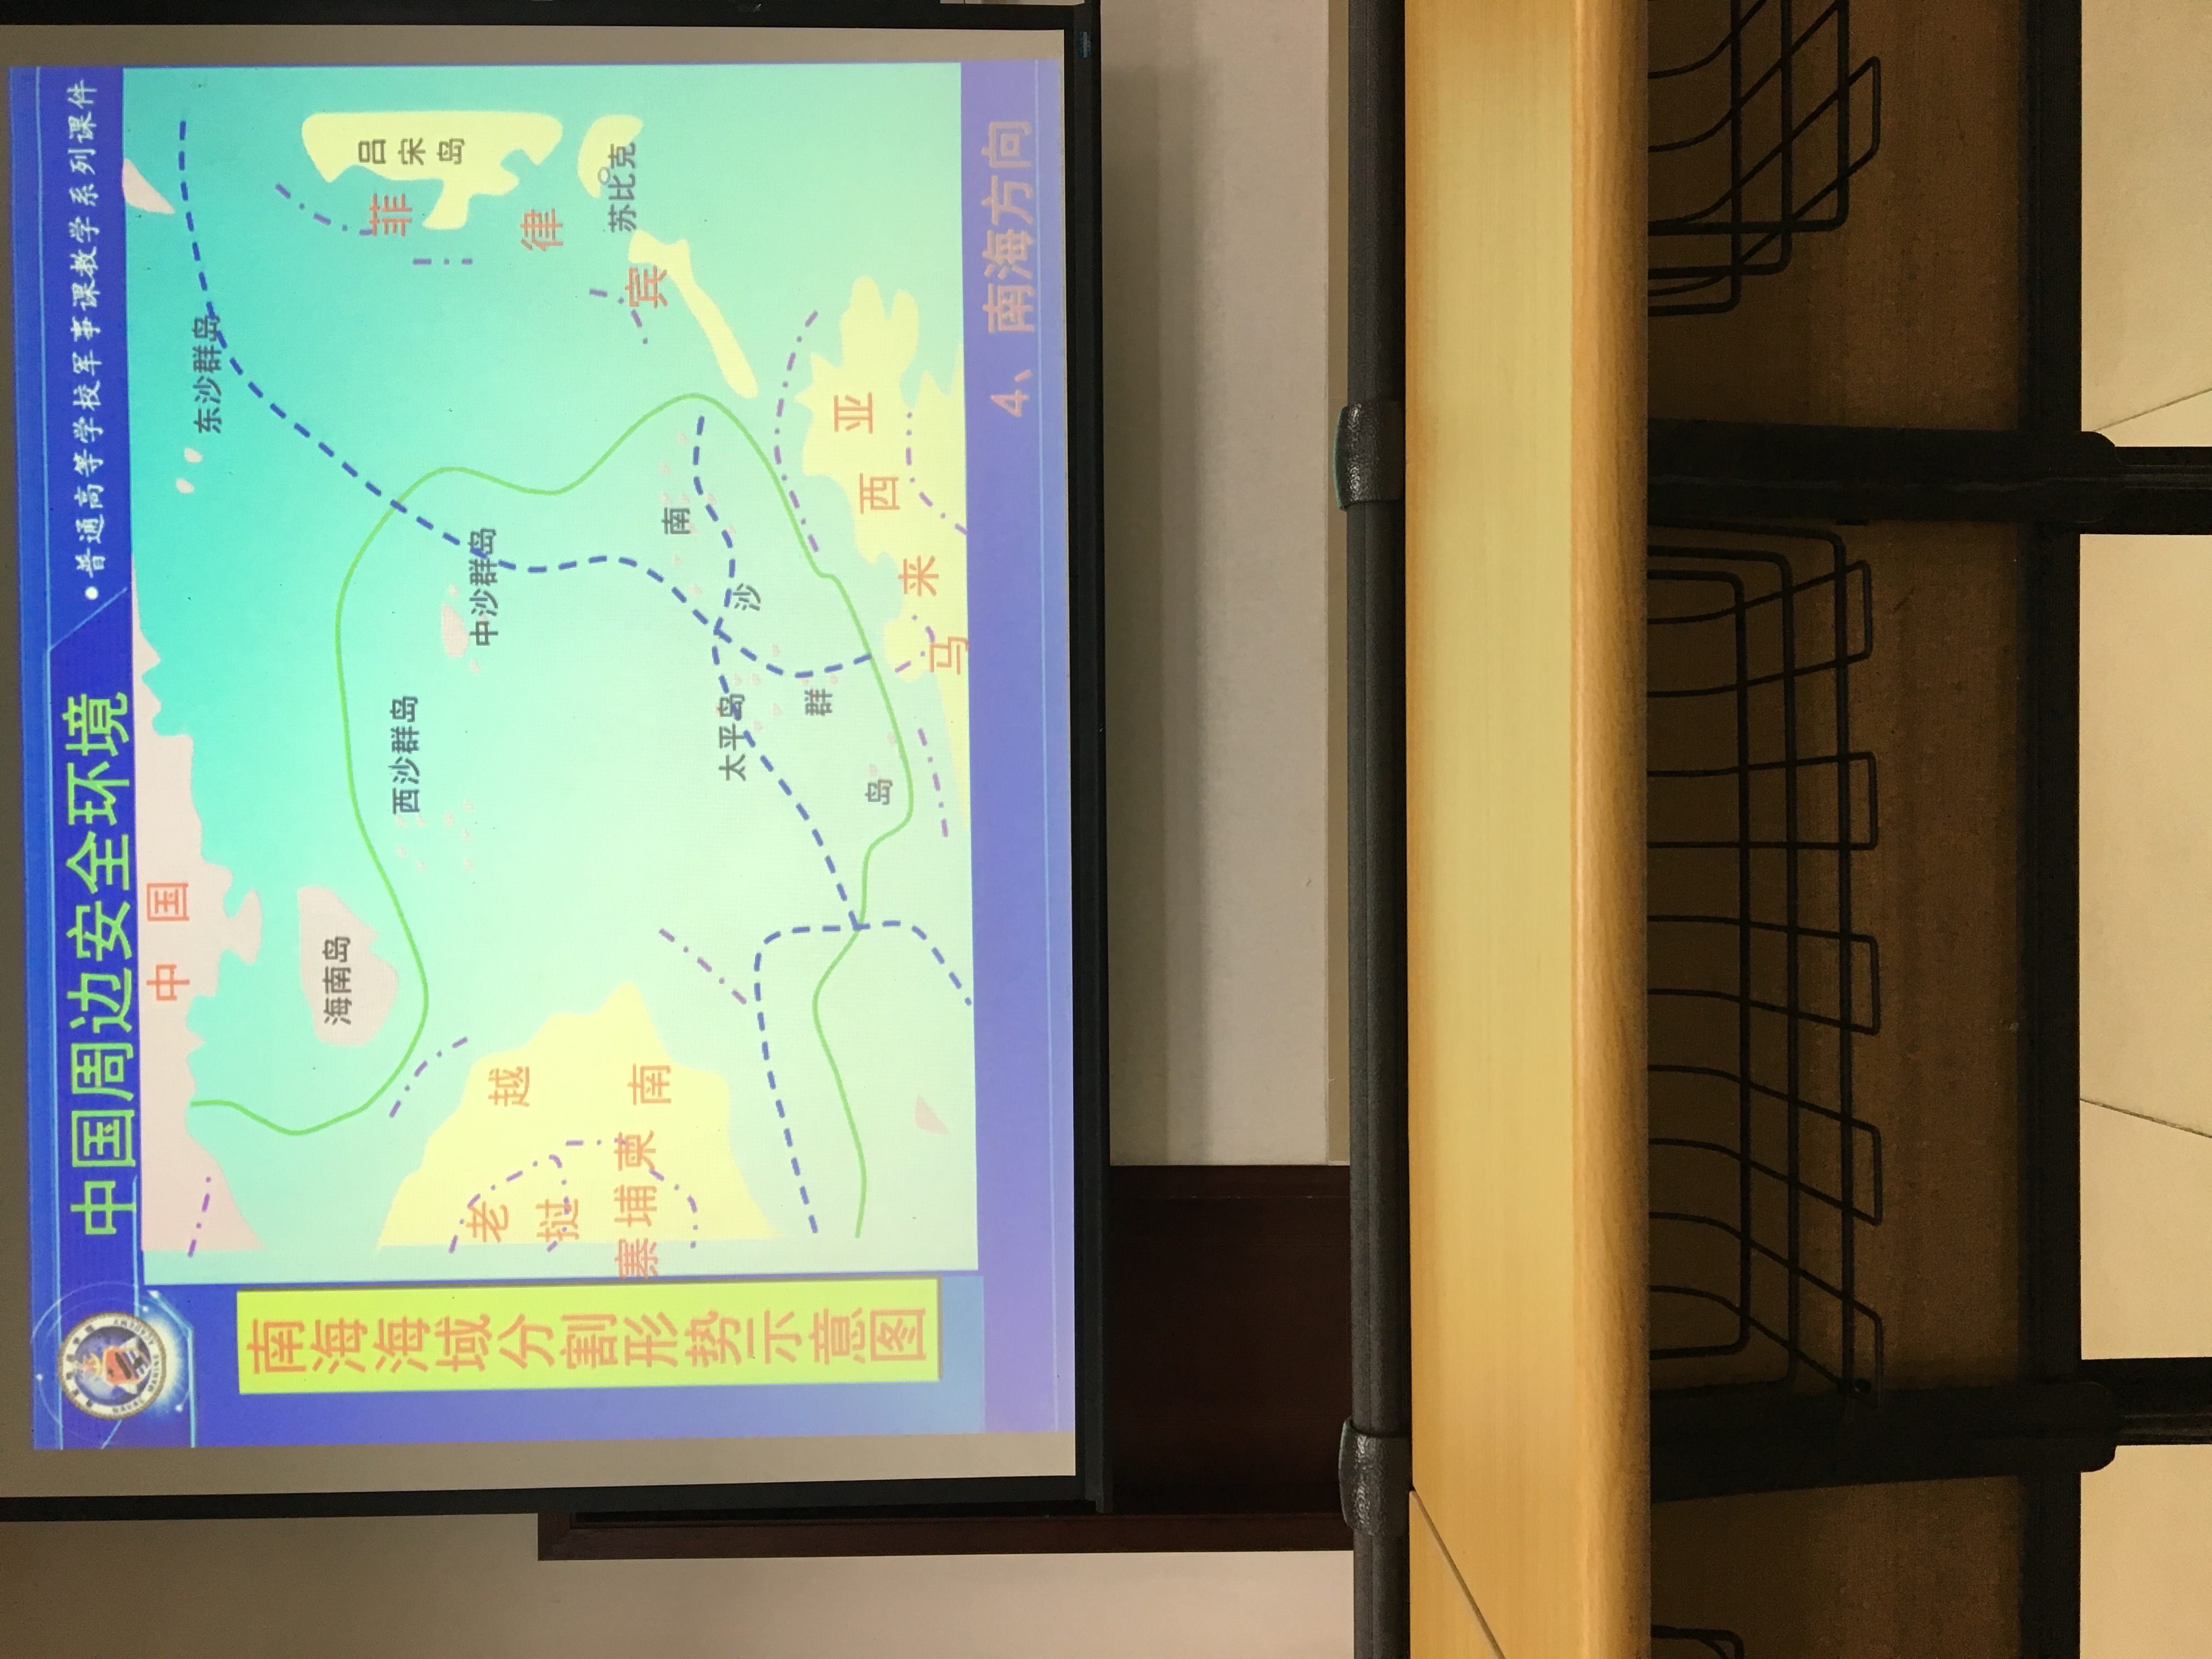 中国周边安全环境
•普通高等学校军事课教学系列课件
南海海域分割形势示意图
中 国
东沙群岛
海南岛
西沙群岛
中沙群岛
菲律宾
吕宋岛
苏比克
老挝
越南
寨埔柬
太平岛
南沙群岛
马来西亚
4、南海方向